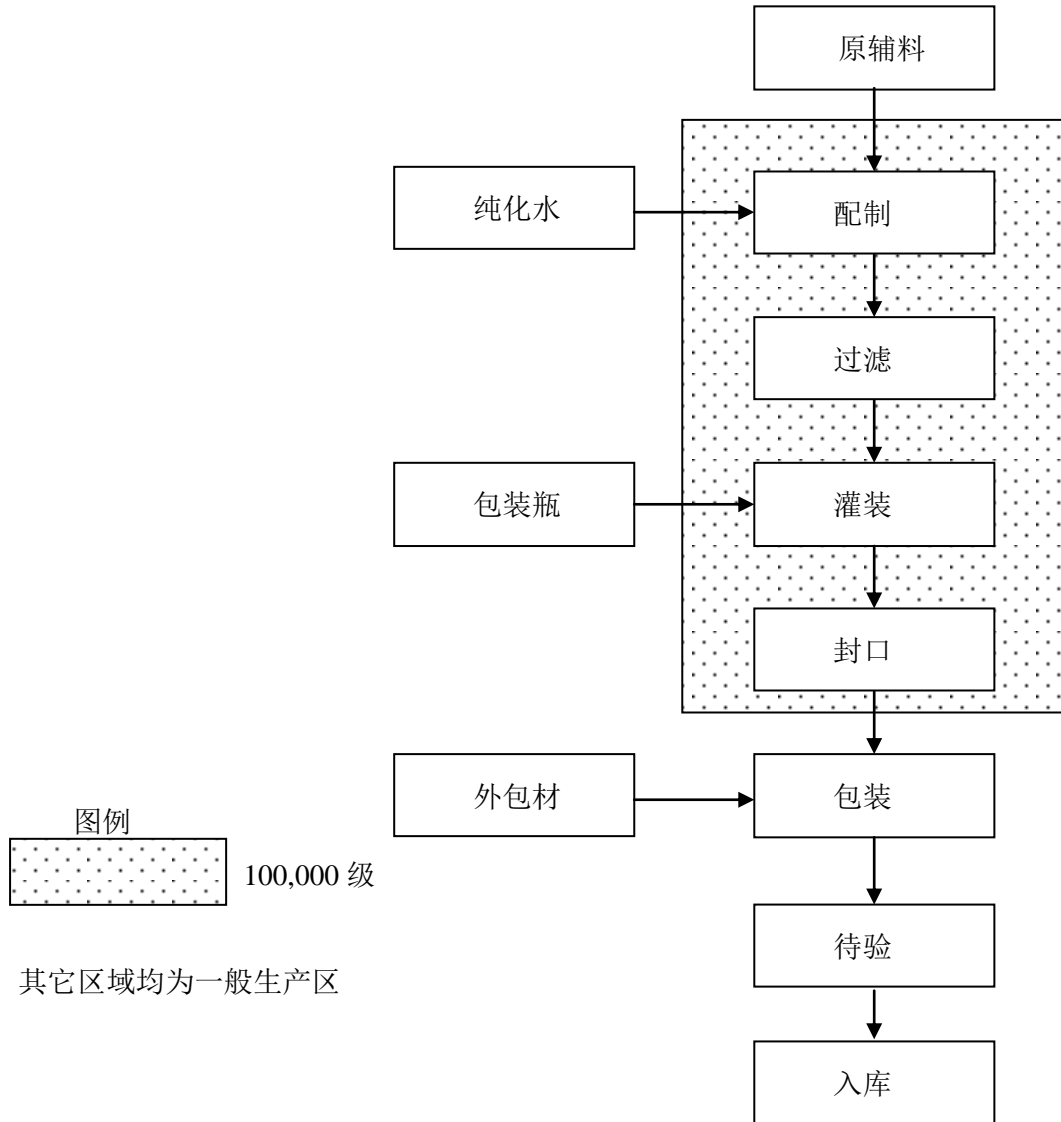 原辅料
纯化水
配制
过滤
包装瓶
灌装
封口
外包材
包装
图例
100,000 级
待验
其它区域均为一般生产区
入库